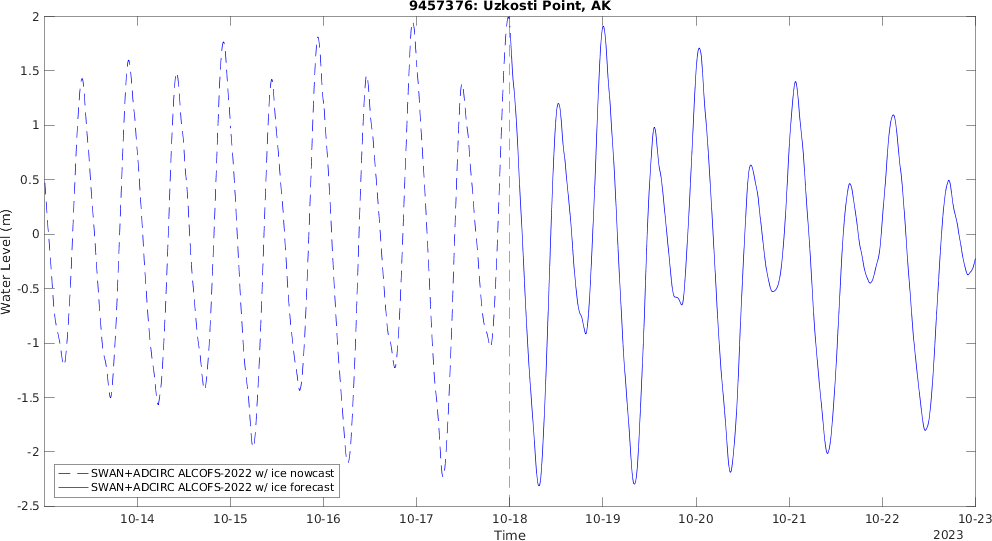 9457376: Uzkosti Point, AK
Water Level (m)
2
1.5
1
0.5
0
-0.5
-1
-1.5
-2
-2.5
SWAN+ADCIRC ALCOFS-2022 w/ ice nowcast
SWAN+ADCIRC ALCOFS-2022 w/ ice forecast
10-14 10-15 10-16 10-17 10-18 10-19 10-20 10-21 10-22 10-23
Time
2023